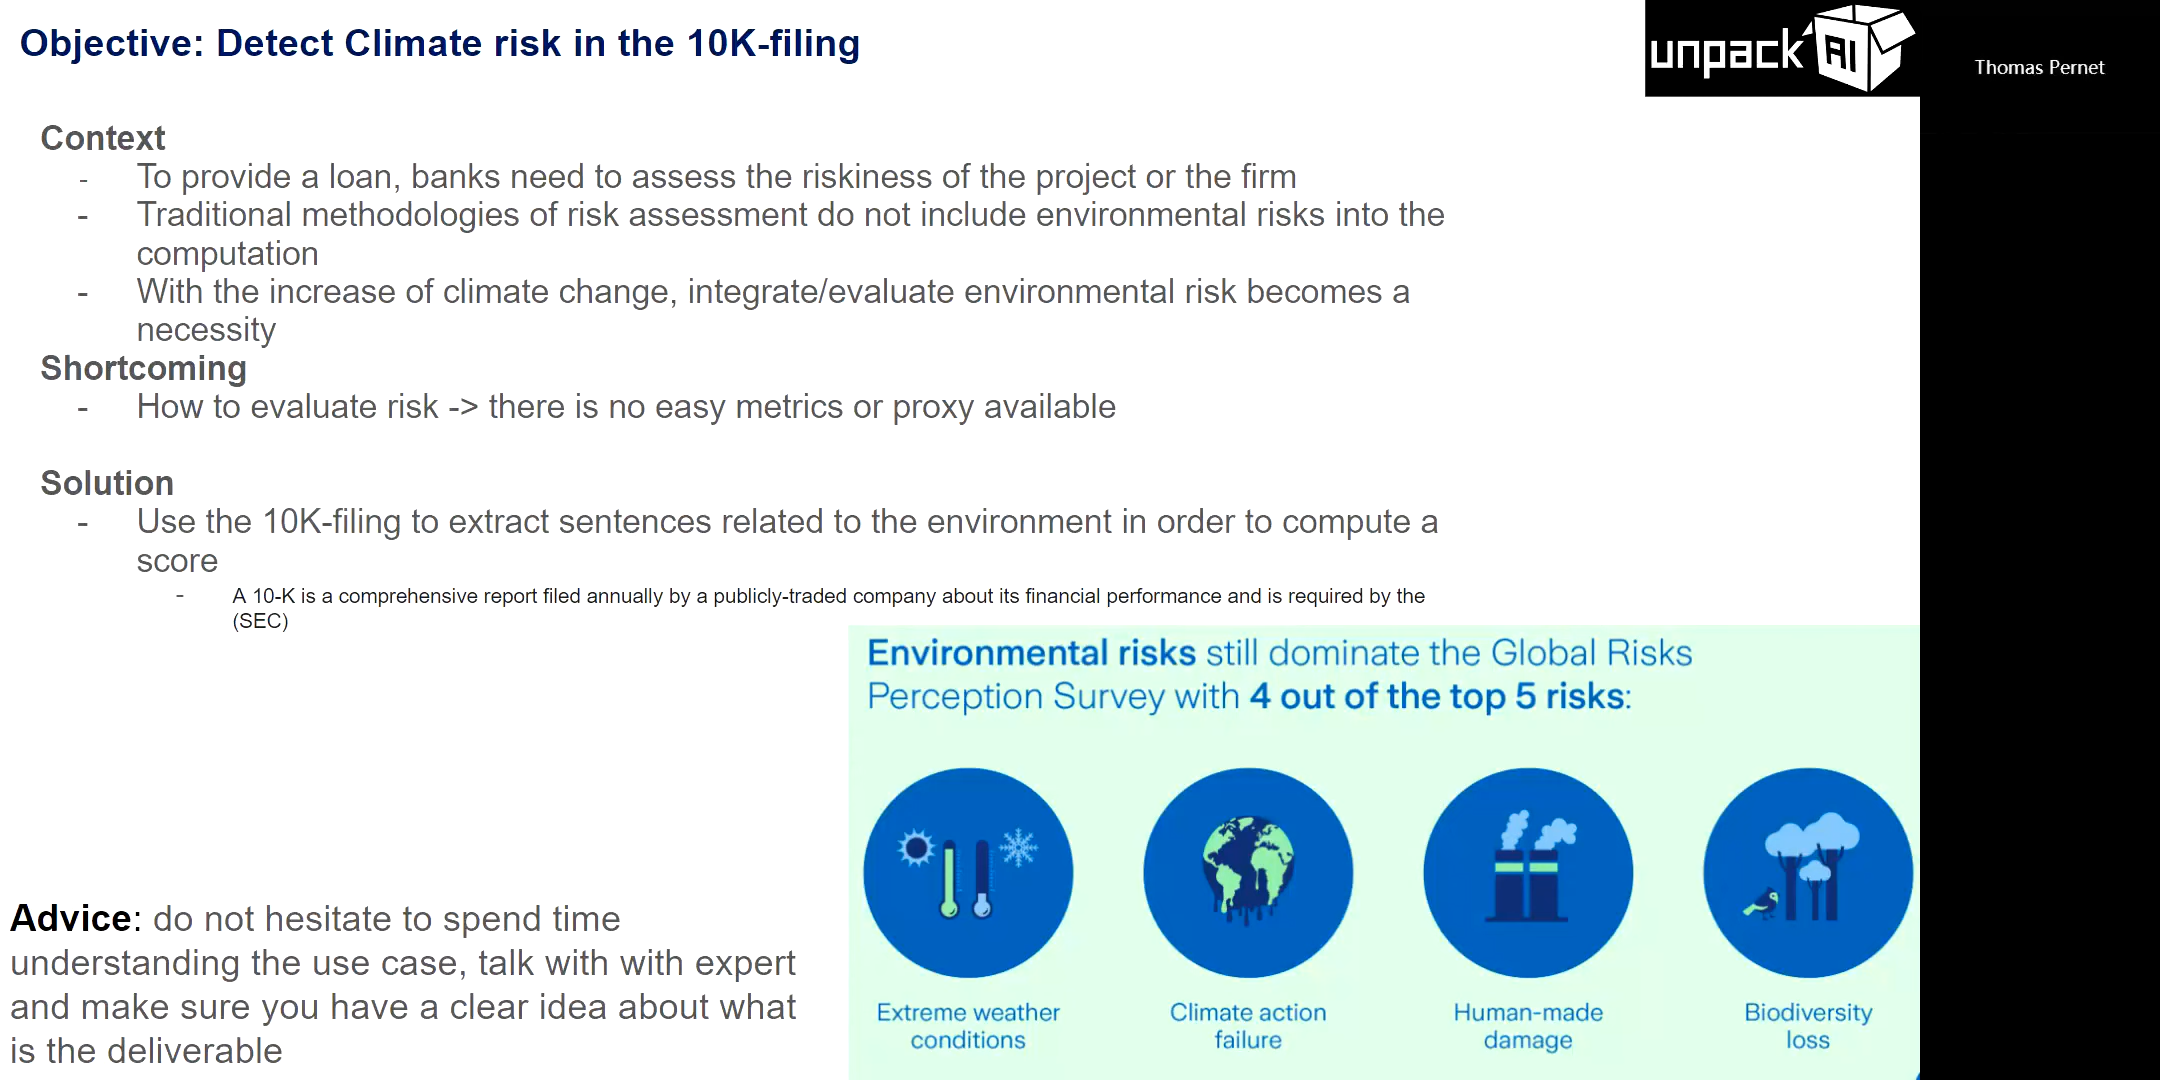 Objective: Detect Climate risk in the 10K-filing
unpackAI
Thomas Pernet
Context
- To provide a loan, banks need to assess the riskiness of the project or the firm
- Traditional methodologies of risk assessment do not include environmental risks into the
computation
- With the increase of climate change, integrate/evaluate environmental risk becomes a
necessity
Shortcoming
- How to evaluate risk -> there is no easy metrics or proxy available
Solution
- Use the 10K-filing to extract sentences related to the environment in order to compute a
score
- A 10-K is a comprehensive report filed annually by a publicly-traded company about its financial performance and is required by the
(SEC)
Environmental risks still dominate the Global Risks
Perception Survey with 4 out of the top 5 risks:
Extreme weather
conditions
Climate action
failure
Human-made
damage
Biodiversity
loss
Advice: do not hesitate to spend time
understanding the use case, talk with with expert
and make sure you have a clear idea about what
is the deliverable